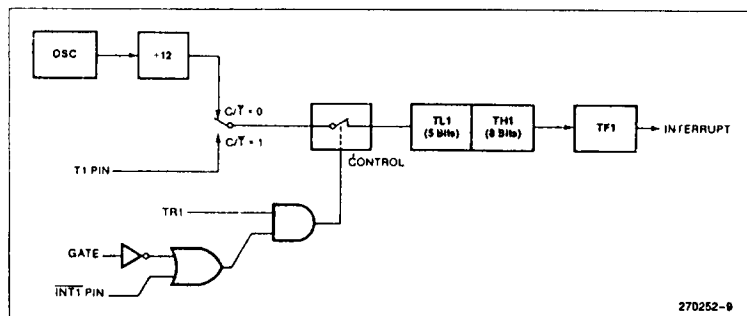 OSC
÷12
C/T̅ = 0
C/T̅ = 1
T1 PIN
CONTROL
TL1
(5 Bits)
TH1
(8 Bits)
TF1
INTERRUPT
TR1
GATE
I̅N̅T̅1̅ PIN
270252-9